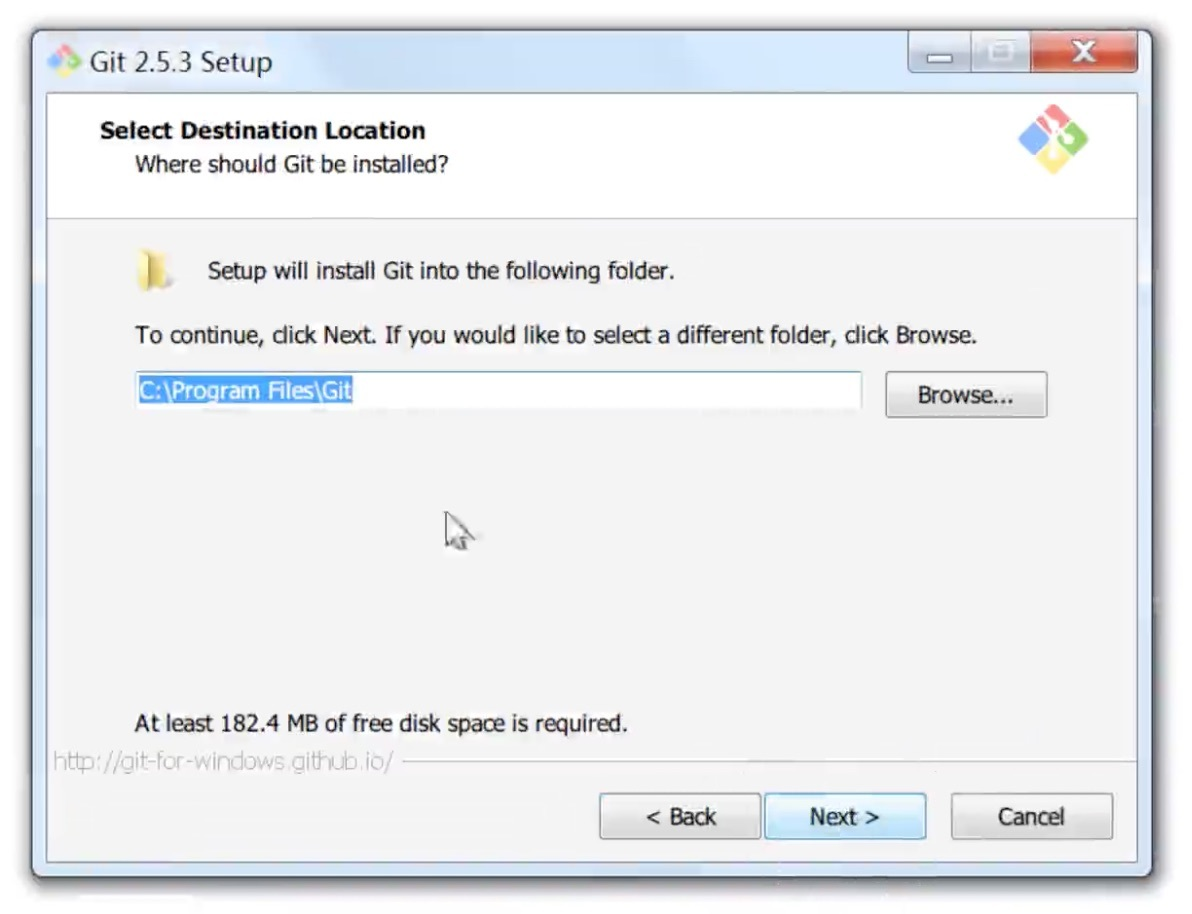 Git 2.5.3 Setup
Select Destination Location
Where should Git be installed?
Setup will install Git into the following folder.
To continue, click Next. If you would like to select a different folder, click Browse.
C:\Program Files\Git
Browse...
At least 182.4 MB of free disk space is required.
http://git-for-windows.github.io/
< Back
Next >
Cancel